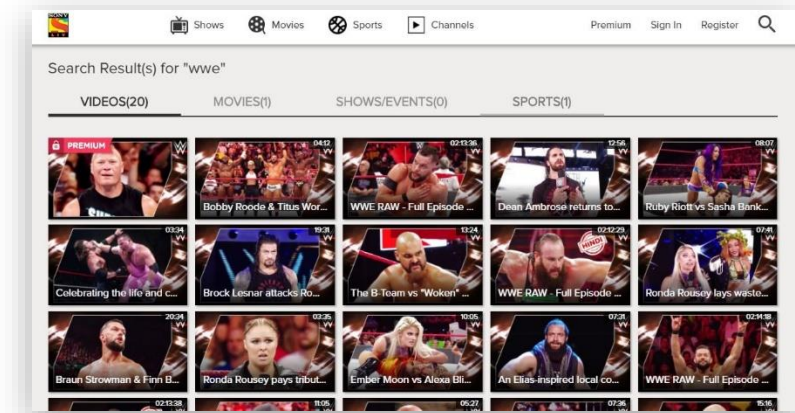 SONY
LIV
Shows Movies Sports Channels Premium Sign In Register
Search Result(s) for "wwe"
VIDEOS(20) MOVIES(1) SHOWS/EVENTS(0) SPORTS(1)
PREMIUM 04:12 02:13:36 12:56 08:07
Bobby Roode & Titus Wor... WWE RAW - Full Episode ... Dean Ambrose returns to... Ruby Riott vs Sasha Bank...
03:34 19:31 13:24 HINDI 02:12:29 07:41
Celebrating the life and c... Brock Lesnar attacks Ro... The B-Team vs "Woken" ... WWE RAW - Full Episode ... Ronda Rousey lays waste...
20:34 03:35 10:05 07:31 02:14:18
Braun Strowman & Finn B... Ronda Rousey pays tribut... Ember Moon vs Alexa Bli... An Elias-inspired local co... WWE RAW - Full Episode ...
02:13:38 11:05 05:27 07:36 15:16